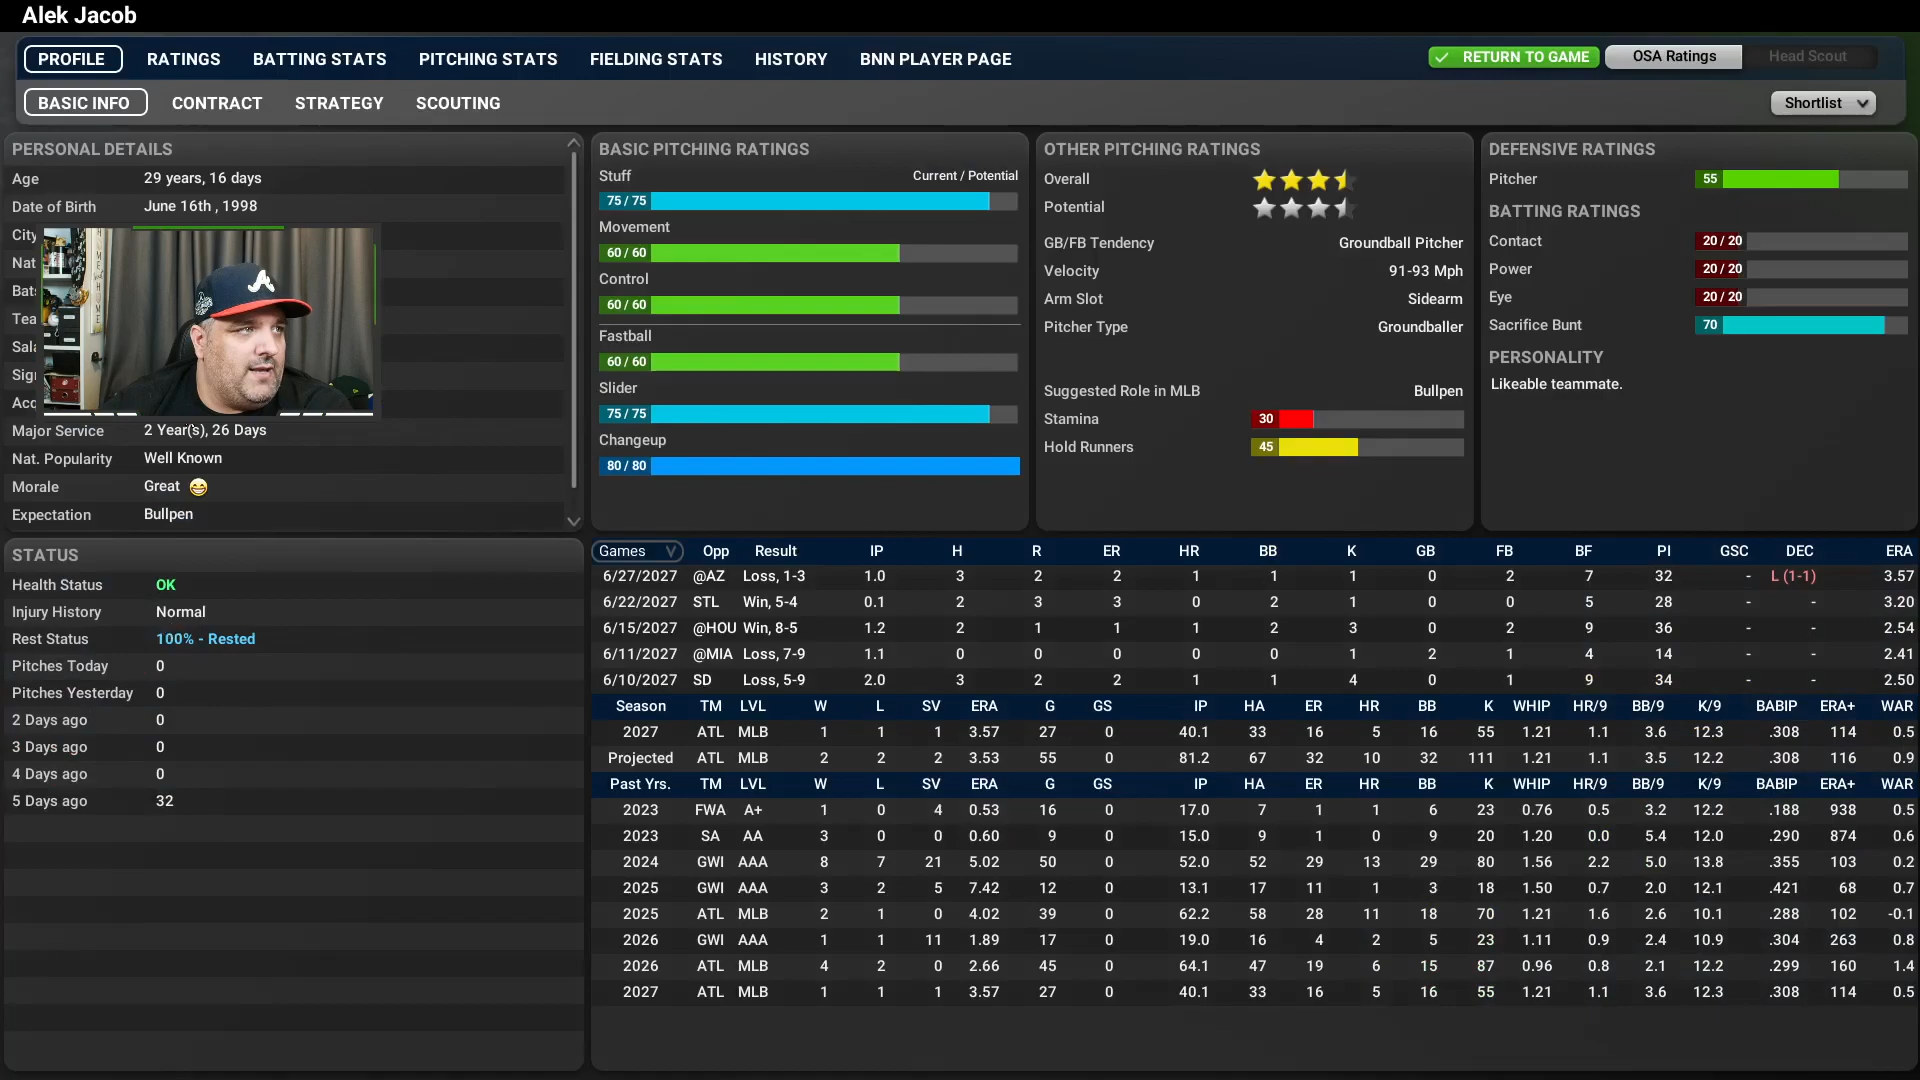 Alek Jacob
PROFILE RATINGS BATTING STATS PITCHING STATS FIELDING STATS HISTORY BNN PLAYER PAGE RETURN TO GAME OSA Ratings Head Scout
BASIC INFO CONTRACT STRATEGY SCOUTING Shortlist
PERSONAL DETAILS
Age 29 years, 16 days
Date of Birth June 16th , 1998
City
Nat
Bats
Tea
Sala
Sign
Acc
Major Service 2 Year(s), 26 Days
Nat. Popularity Well Known
Morale Great
Expectation Bullpen
BASIC PITCHING RATINGS
Stuff Current / Potential
75 / 75
Movement
60 / 60
Control
60 / 60
Fastball
60 / 60
Slider
75 / 75
Changeup
80 / 80
OTHER PITCHING RATINGS
Overall
Potential
GB/FB Tendency Groundball Pitcher
Velocity 91-93 Mph
Arm Slot Sidearm
Pitcher Type Groundballer
Suggested Role in MLB Bullpen
Stamina 30
Hold Runners 45
DEFENSIVE RATINGS
Pitcher 55
BATTING RATINGS
Contact 20 / 20
Power 20 / 20
Eye 20 / 20
Sacrifice Bunt 70
PERSONALITY
Likeable teammate.
STATUS
Health Status OK
Injury History Normal
Rest Status 100% - Rested
Pitches Today 0
Pitches Yesterday 0
2 Days ago 0
3 Days ago 0
4 Days ago 0
5 Days ago 32
Games Opp Result IP H R ER HR BB K GB FB BF PI GSC DEC ERA
6/27/2027 @AZ Loss, 1-3 1.0 3 2 2 1 1 1 0 2 7 32 - L (1-1) 3.57
6/22/2027 STL Win, 5-4 0.1 2 3 3 0 2 1 0 0 5 28 - - 3.20
6/15/2027 @HOU Win, 8-5 1.2 2 1 1 1 2 3 0 2 9 36 - - 2.54
6/11/2027 @MIA Loss, 7-9 1.1 0 0 0 0 0 1 2 1 4 14 - - 2.41
6/10/2027 SD Loss, 5-9 2.0 3 2 2 1 1 4 0 1 9 34 - - 2.50
Season TM LVL W L SV ERA G GS IP HA ER HR BB K WHIP HR/9 BB/9 K/9 BABIP ERA+ WAR
2027 ATL MLB 1 1 1 3.57 27 0 40.1 33 16 5 16 55 1.21 1.1 3.6 12.3 .308 114 0.5
Projected ATL MLB 2 2 2 3.53 55 0 81.2 67 32 10 32 111 1.21 1.1 3.5 12.2 .308 116 0.9
Past Yrs. TM LVL W L SV ERA G GS IP HA ER HR BB K WHIP HR/9 BB/9 K/9 BABIP ERA+ WAR
2023 FWA A+ 1 0 4 0.53 16 0 17.0 7 1 1 6 23 0.76 0.5 3.2 12.2 .188 938 0.5
2023 SA AA 3 0 0 0.60 9 0 15.0 9 1 0 9 20 1.20 0.0 5.4 12.0 .290 874 0.6
2024 GWI AAA 8 7 21 5.02 50 0 52.0 52 29 13 29 80 1.56 2.2 5.0 13.8 .355 103 0.2
2025 GWI AAA 3 2 5 7.42 12 0 13.1 17 11 1 3 18 1.50 0.7 2.0 12.1 .421 68 0.7
2025 ATL MLB 2 1 0 4.02 39 0 62.2 58 28 11 18 70 1.21 1.6 2.6 10.1 .288 102 -0.1
2026 GWI AAA 1 1 11 1.89 17 0 19.0 16 4 2 5 23 1.11 0.9 2.4 10.9 .304 263 0.8
2026 ATL MLB 4 2 0 2.66 45 0 64.1 47 19 6 15 87 0.96 0.8 2.1 12.2 .299 160 1.4
2027 ATL MLB 1 1 1 3.57 27 0 40.1 33 16 5 16 55 1.21 1.1 3.6 12.3 .308 114 0.5